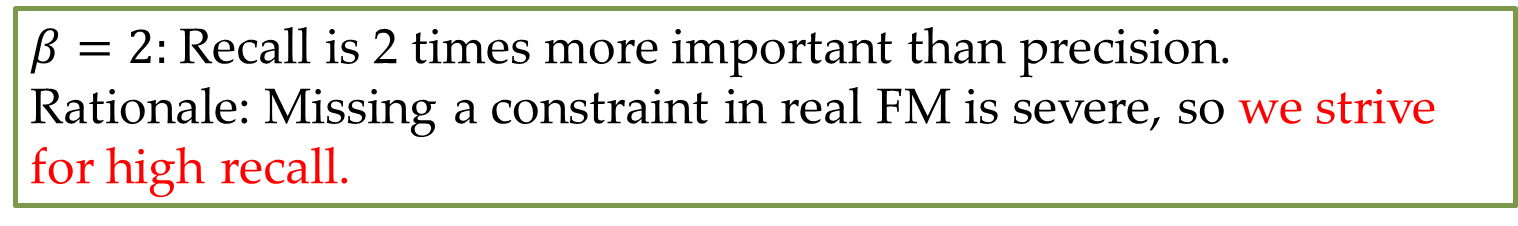 β = 2: Recall is 2 times more important than precision.
Rationale: Missing a constraint in real FM is severe, so we strive
for high recall.